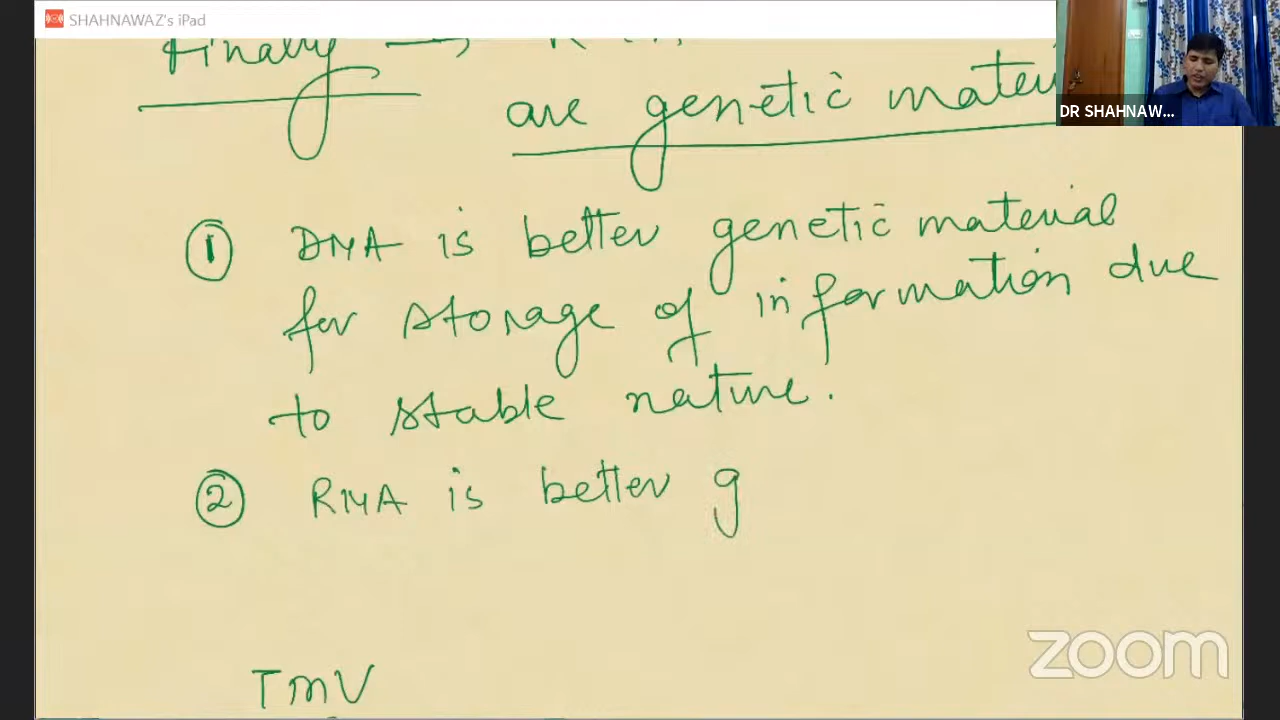 SHAHNAWAZ's iPad
DR SHAHNAW...
Finally →
are genetic mater
① DNA is better genetic material
for storage of information due
to stable nature.
② RNA is better g
TMV
zoom